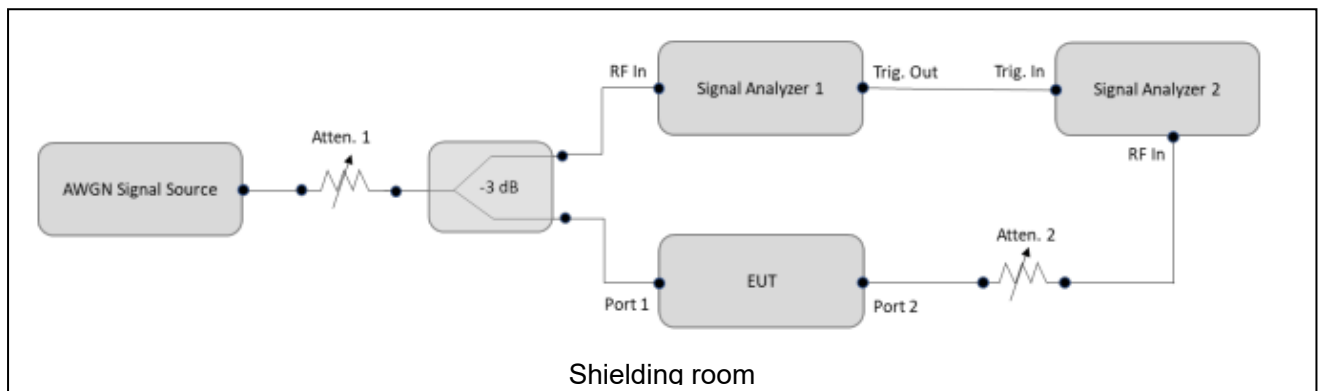 RF In
Signal Analyzer 1
Trig. Out
Trig. In
Signal Analyzer 2
Atten. 1
RF In
AWGN Signal Source
-3 dB
Atten. 2
EUT
Port 1
Port 2
Shielding room